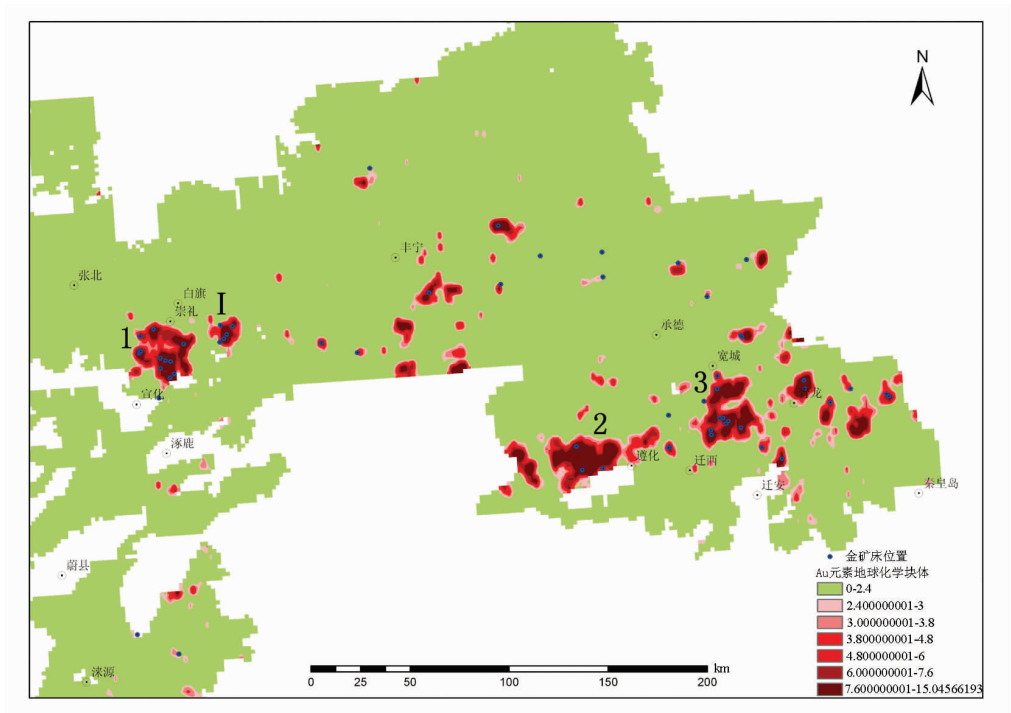 N
丰宁
张北
白旗
崇礼
I
1
承德
宽城
3
宣化
青龙
2
涿鹿
遵化
迁西
迁安
秦皇岛
蔚县
涞源
金矿床位置
Au元素地球化学块体
0-2.4
2.400000001-3
3.000000001-3.8
3.800000001-4.8
4.800000001-6
6.000000001-7.6
7.600000001-15.04566193
km
0 25 50 100 150 200